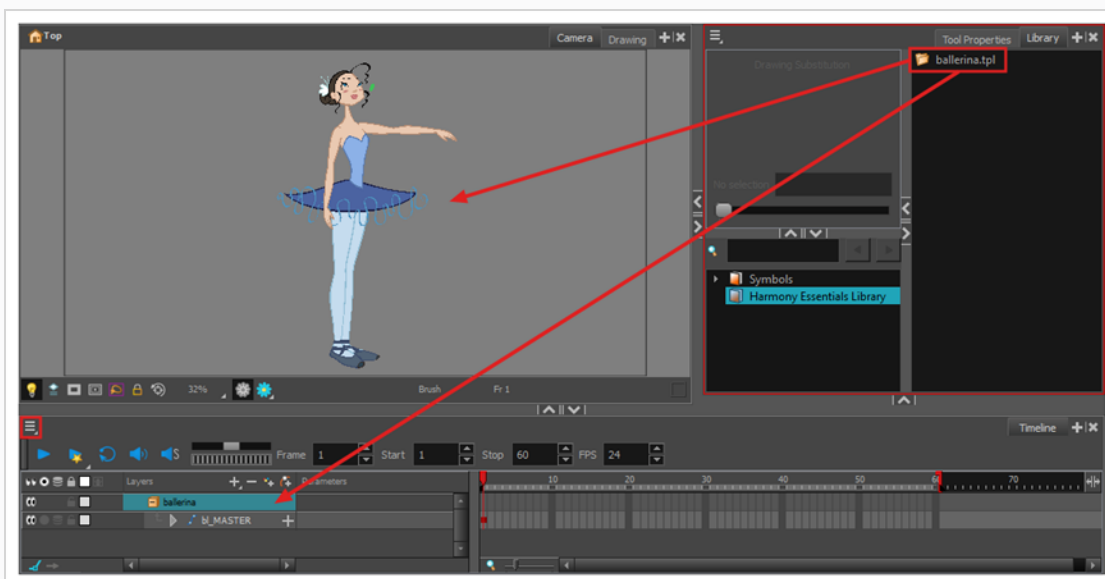 Top
Camera Drawing
Tool Properties Library
Drawing Substitution
ballerina.tpl
No selection
Symbols
Harmony Essentials Library
32% Brush Fr 1
Timeline
Frame 1 Start 1 Stop 60 FPS 24
Layers Parameters 10 20 30 40 50 60 70
ballerina
bl_MASTER